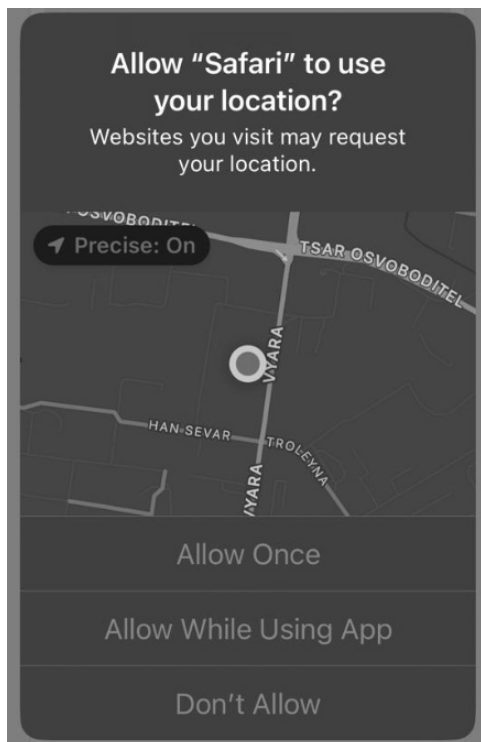 Allow “Safari” to use
your location?
Websites you visit may request
your location.
OSVOBODITEL
Precise: On
TSAR OSVOBODITEL
VYARA
HAN SEVAR
TROLEYNA
VYARA
Allow Once
Allow While Using App
Don’t Allow